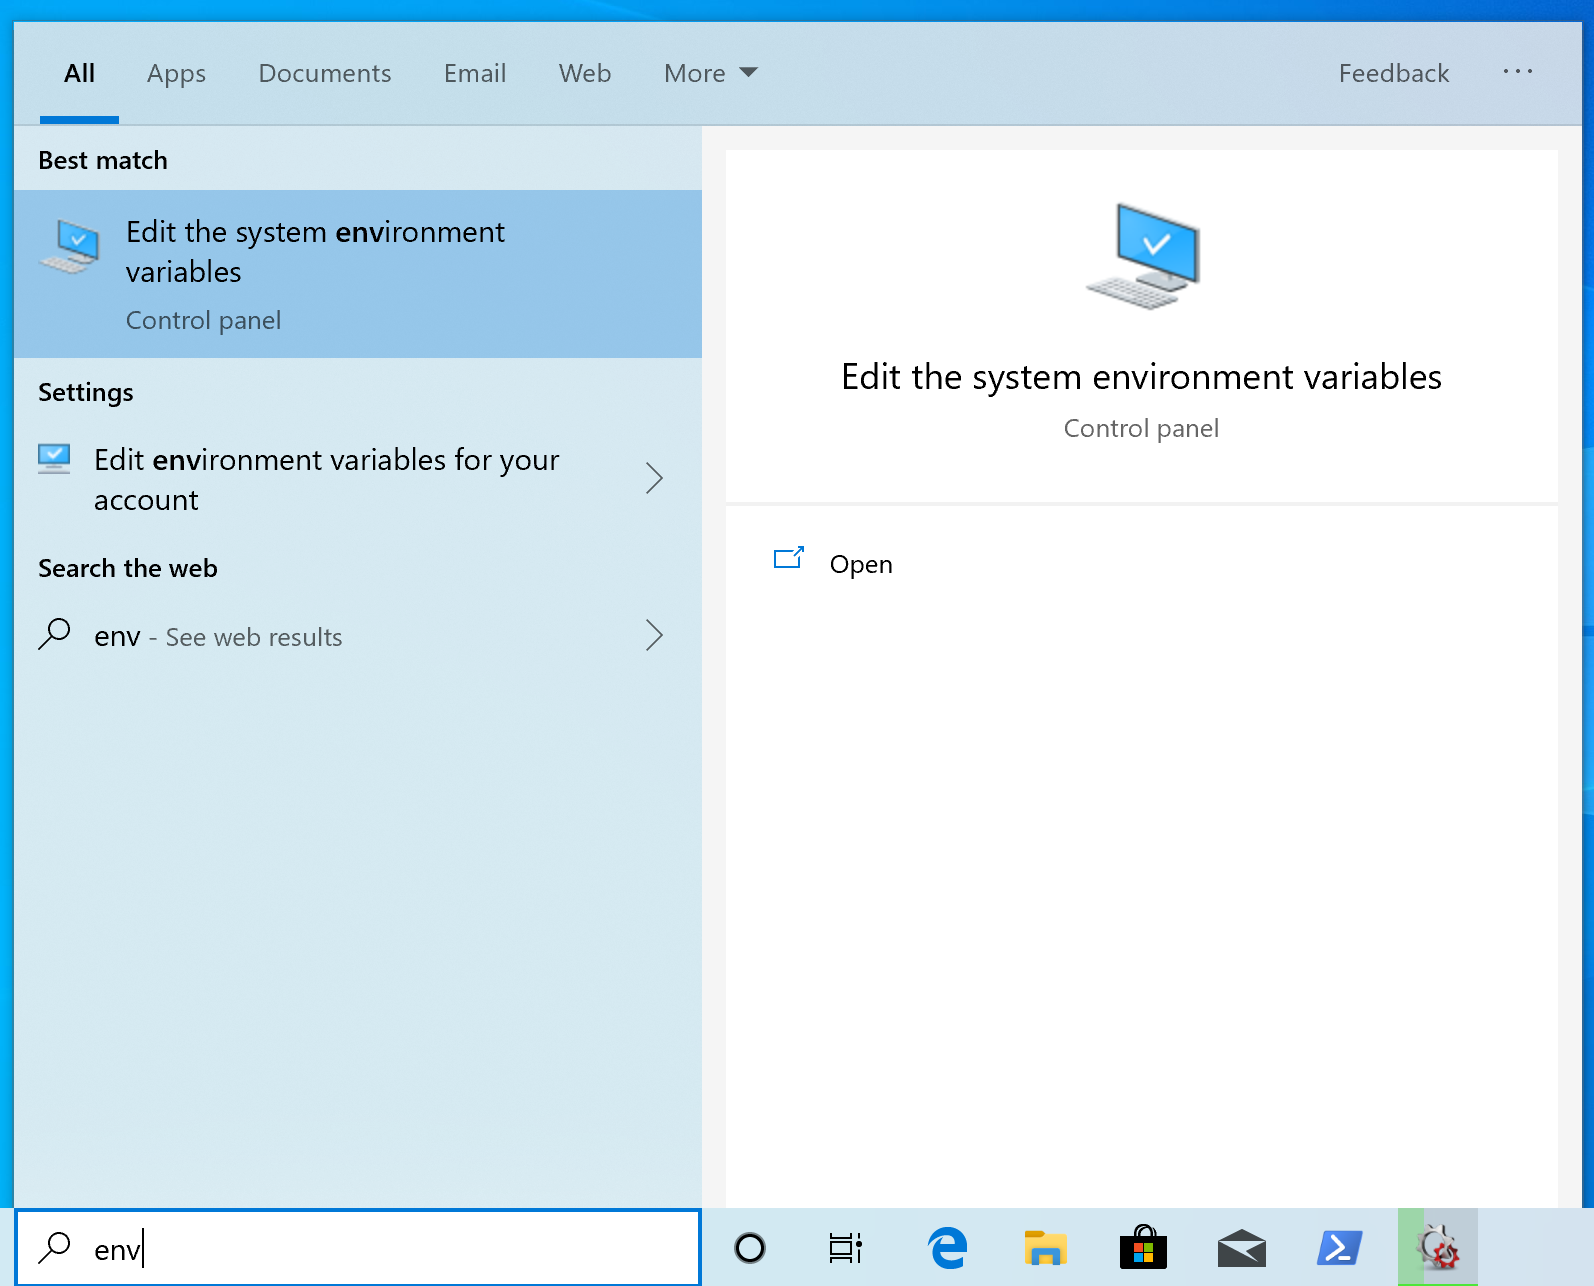 All Apps Documents Email Web More Feedback ...
Best match
Edit the system environment
variables
Control panel
Settings
Edit environment variables for your
account
Search the web
env - See web results
Edit the system environment variables
Control panel
Open
env